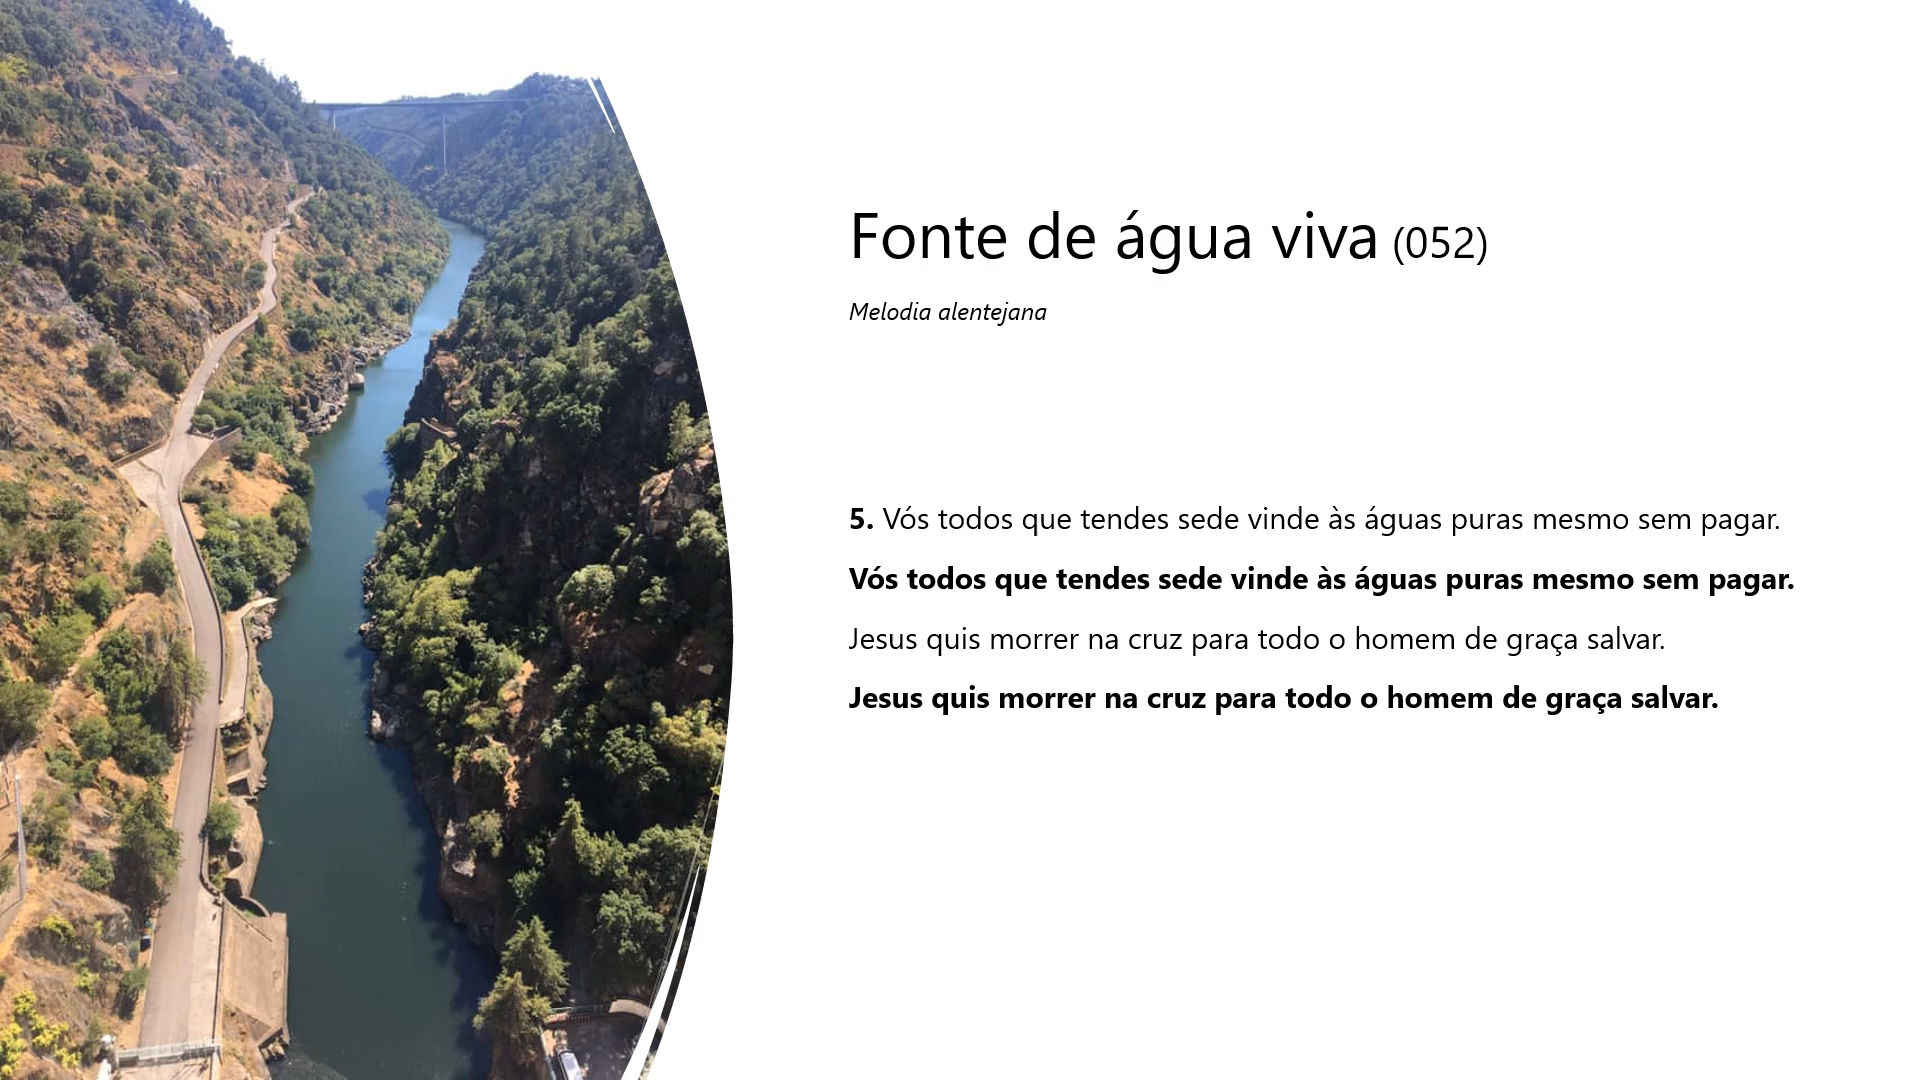 Fonte de água viva (052)
Melodia alentejana
5. Vós todos que tendes sede vinde às águas puras mesmo sem pagar.
Vós todos que tendes sede vinde às águas puras mesmo sem pagar.
Jesus quis morrer na cruz para todo o homem de graça salvar.
Jesus quis morrer na cruz para todo o homem de graça salvar.